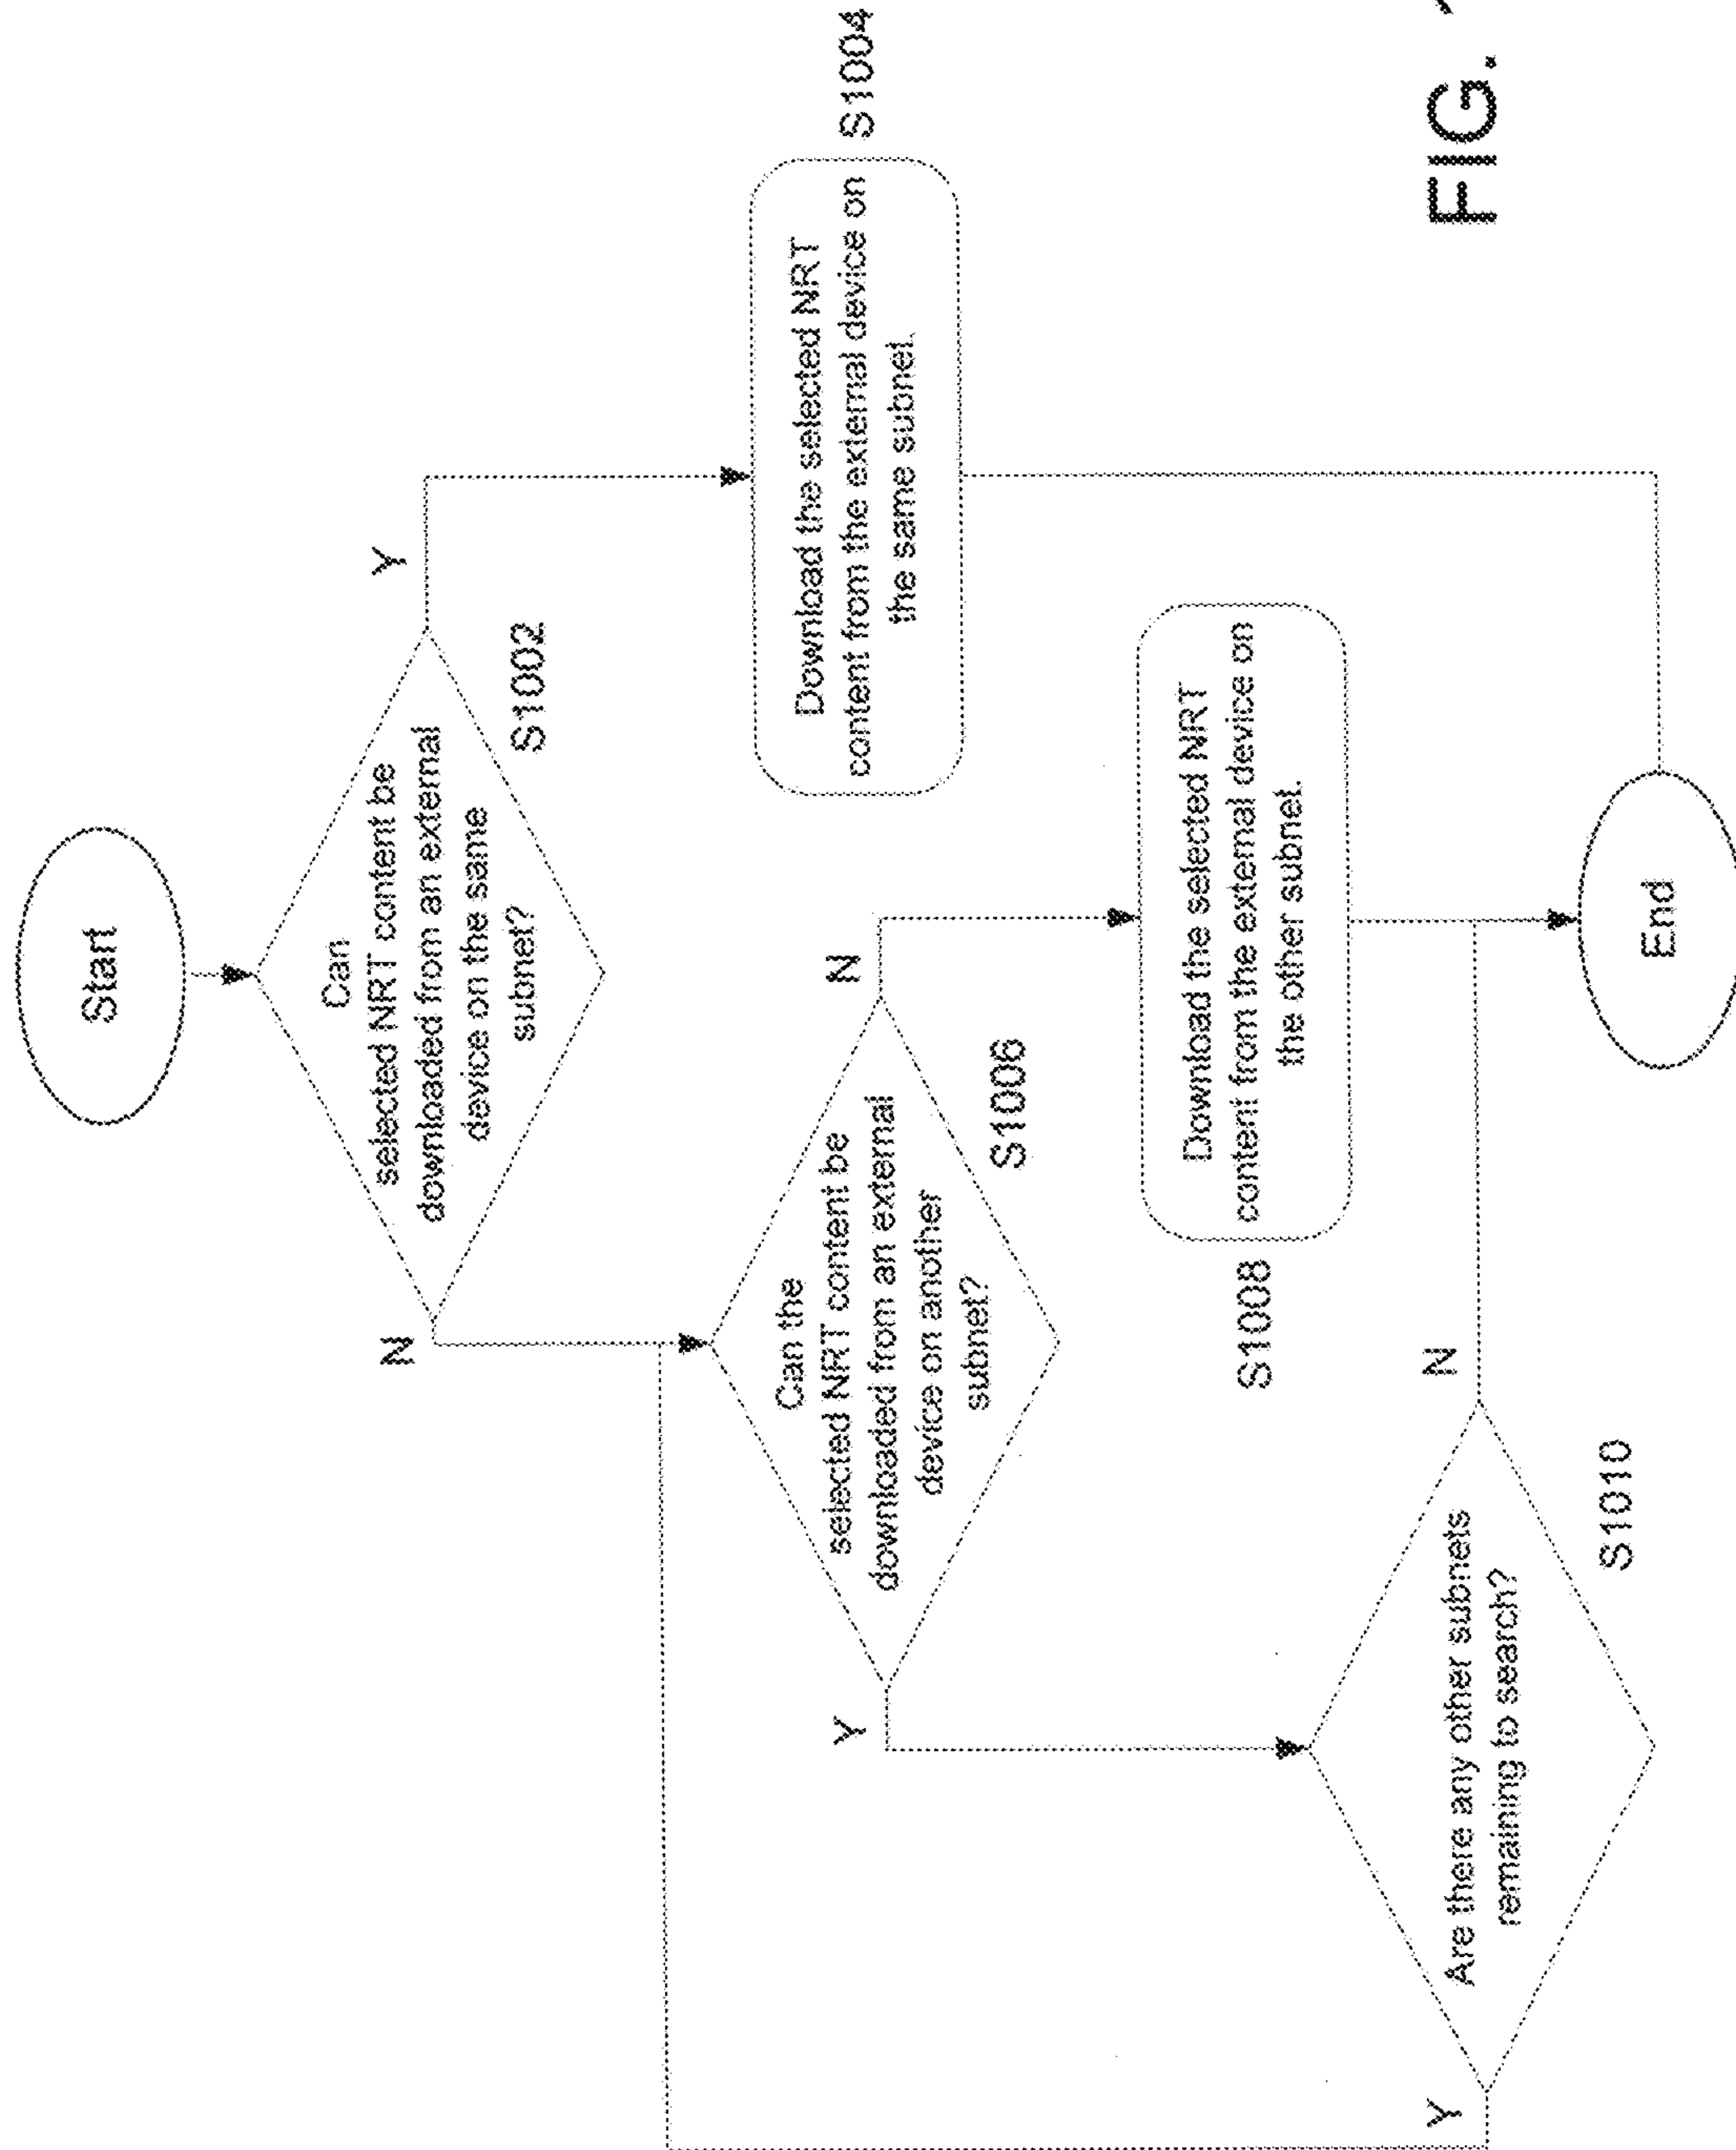 Start
Can
selected NRT content be
downloaded from an external
device on the same
subnet?
S1002
N
Y
Download the selected NRT
content from the external device on
the same subnet.
S1004
Can the
selected NRT content be
downloaded from an external
device on another
subnet?
S1006
Y
N
Download the selected NRT
content from the external device on
the other subnet.
S1008
Are there any other subnets
remaining to search?
S1010
Y
N
End
FIG.